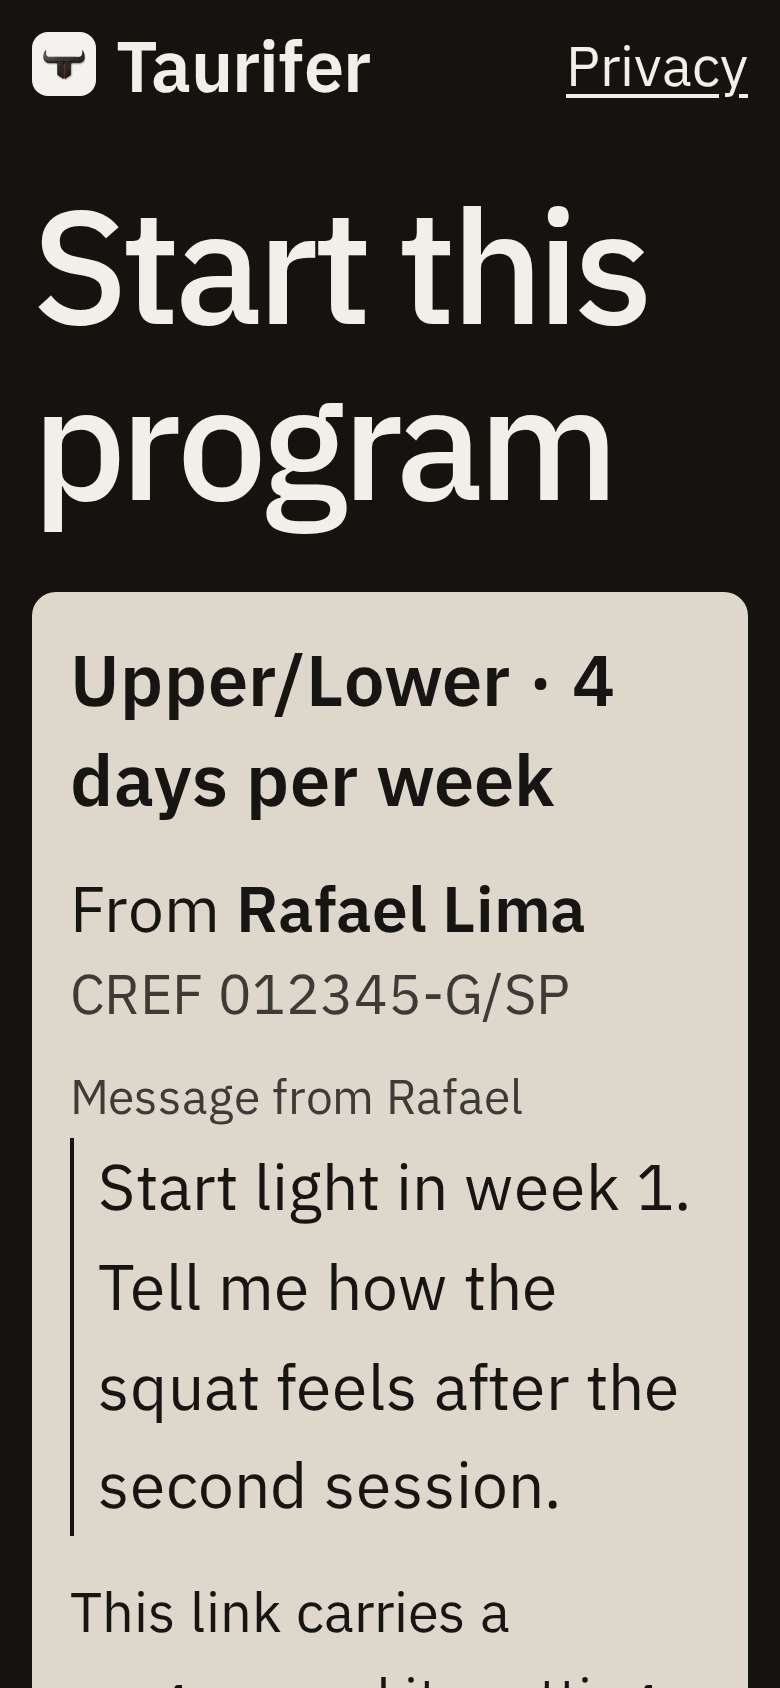 Taurifer
Privacy
Start this
program
Upper/Lower · 4
days per week
From Rafael Lima
CREF 012345-G/SP
Message from Rafael
Start light in week 1.
Tell me how the
squat feels after the
second session.
This link carries a